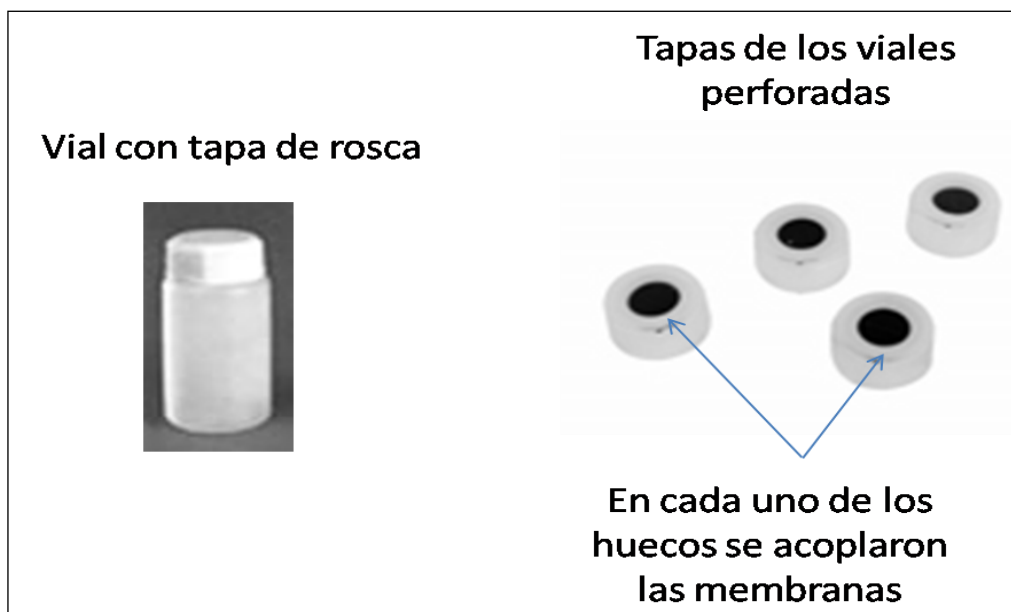 Vial con tapa de rosca
Tapas de los viales
perforadas
En cada uno de los
huecos se acoplaron
las membranas